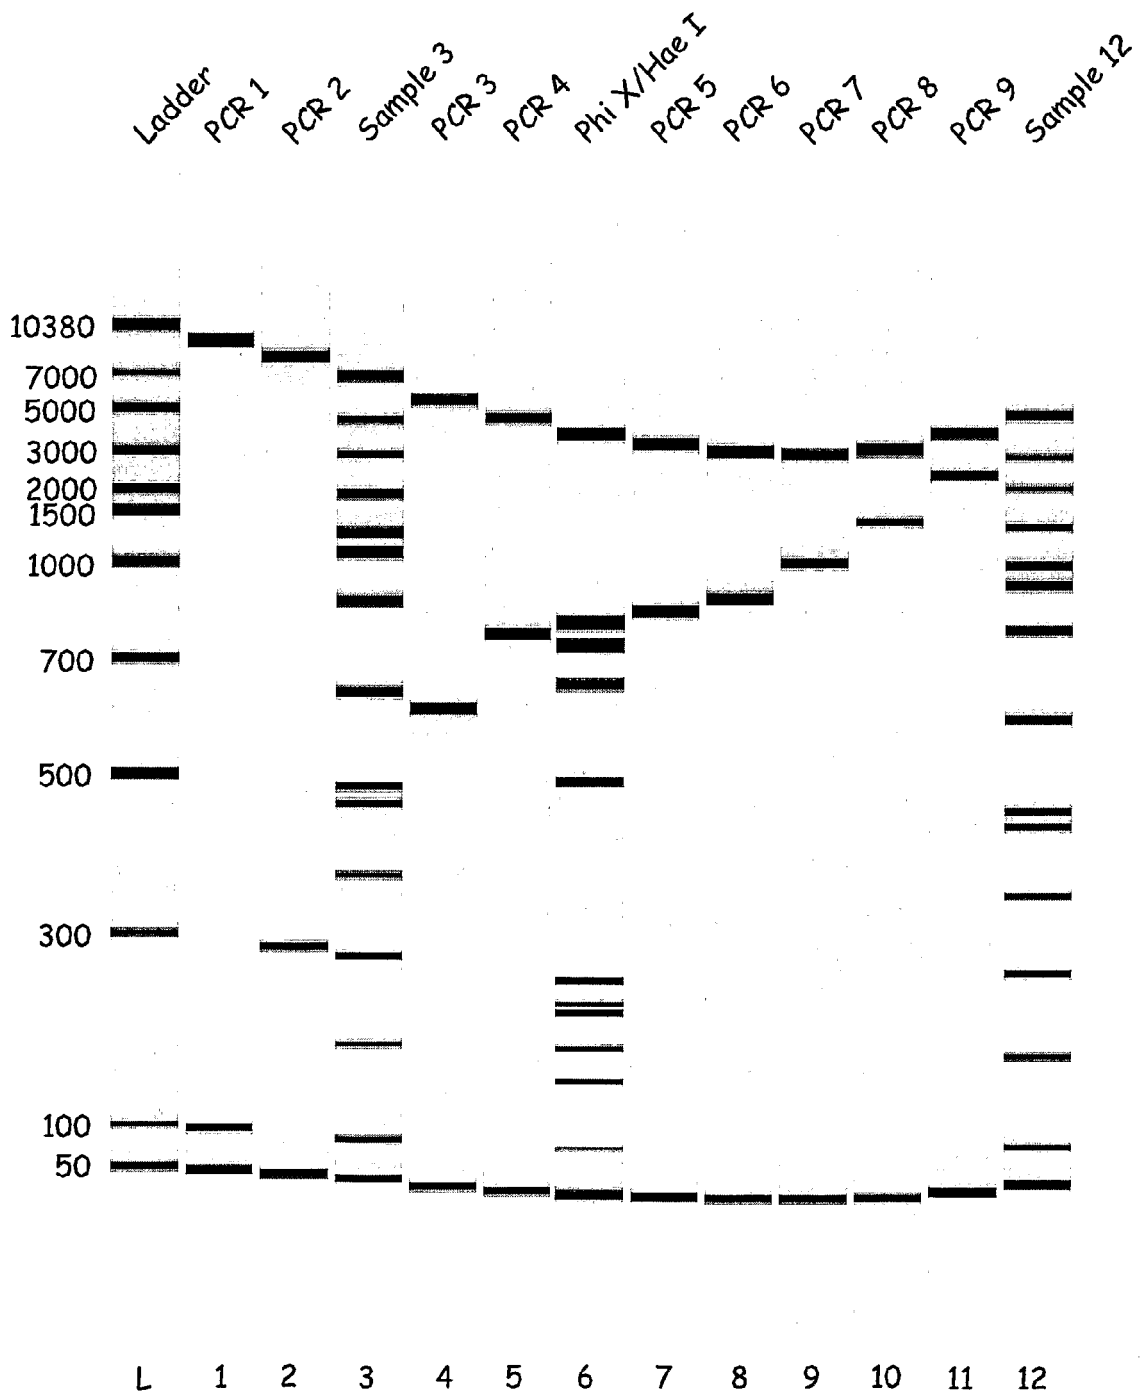 Ladder
PCR 1
PCR 2
Sample 3
PCR 3
PCR 4
Phi X/Hae I
PCR 5
PCR 6
PCR 7
PCR 8
PCR 9
Sample 12
10380
7000
5000
3000
2000
1500
1000
700
500
300
100
50
L 1 2 3 4 5 6 7 8 9 10 11 12